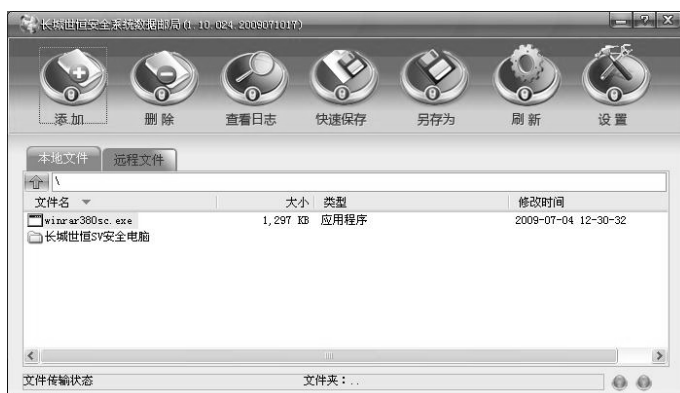 长城世恒安全系统数据邮局(1.10.024.2009071017)
添加 删除 查看日志 快速保存 另存为 刷新 设置
本地文件 远程文件
\
文件名 大小 类型 修改时间
winrar380sc.exe 1,297 KB 应用程序 2009-07-04 12-30-32
长城世恒SV安全电脑
文件传输状态 文件夹：..